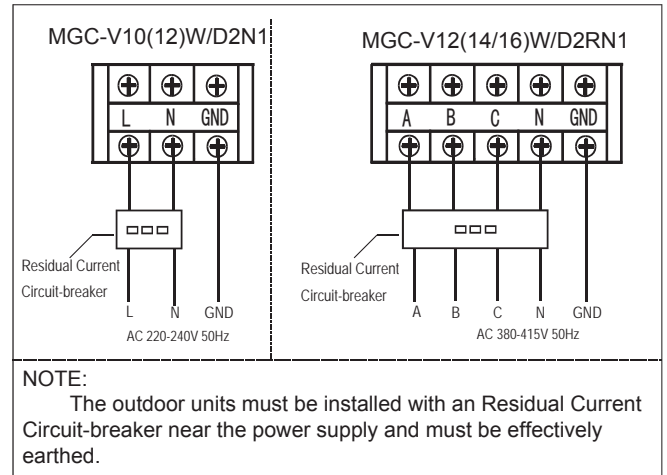 MGC-V10(12)W/D2N1
L N GND
Residual Current
Circuit-breaker
L N GND
AC 220-240V 50Hz
MGC-V12(14/16)W/D2RN1
A B C N GND
Residual Current
Circuit-breaker
A B C N GND
AC 380-415V 50Hz
NOTE:
The outdoor units must be installed with an Residual Current
Circuit-breaker near the power supply and must be effectively
earthed.